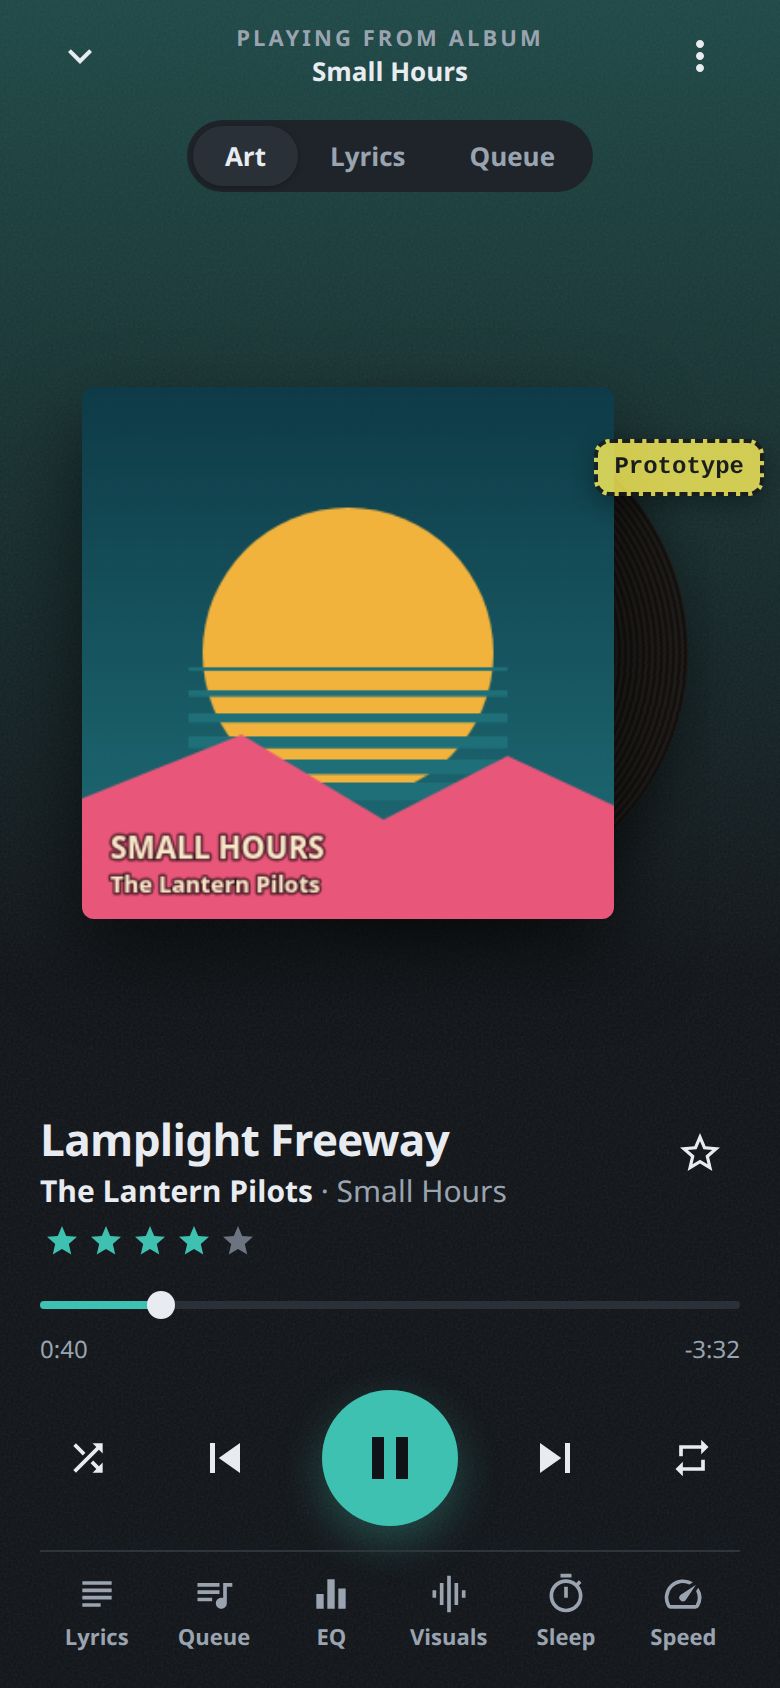 PLAYING FROM ALBUM
Small Hours
Art Lyrics Queue
Prototype
SMALL HOURS
The Lantern Pilots
Lamplight Freeway
The Lantern Pilots · Small Hours
0:40 -3:32
Lyrics Queue EQ Visuals Sleep Speed